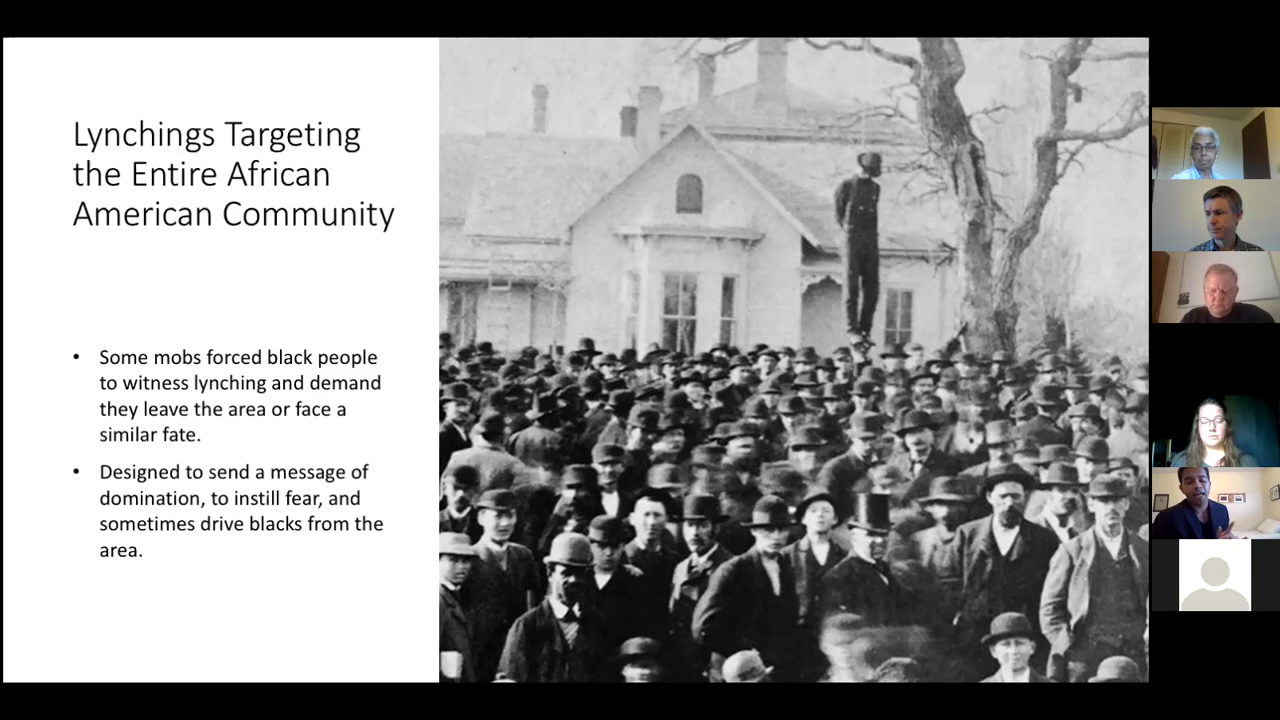 Lynchings Targeting
the Entire African
American Community
• Some mobs forced black people
to witness lynching and demand
they leave the area or face a
similar fate.
• Designed to send a message of
domination, to instill fear, and
sometimes drive blacks from the
area.